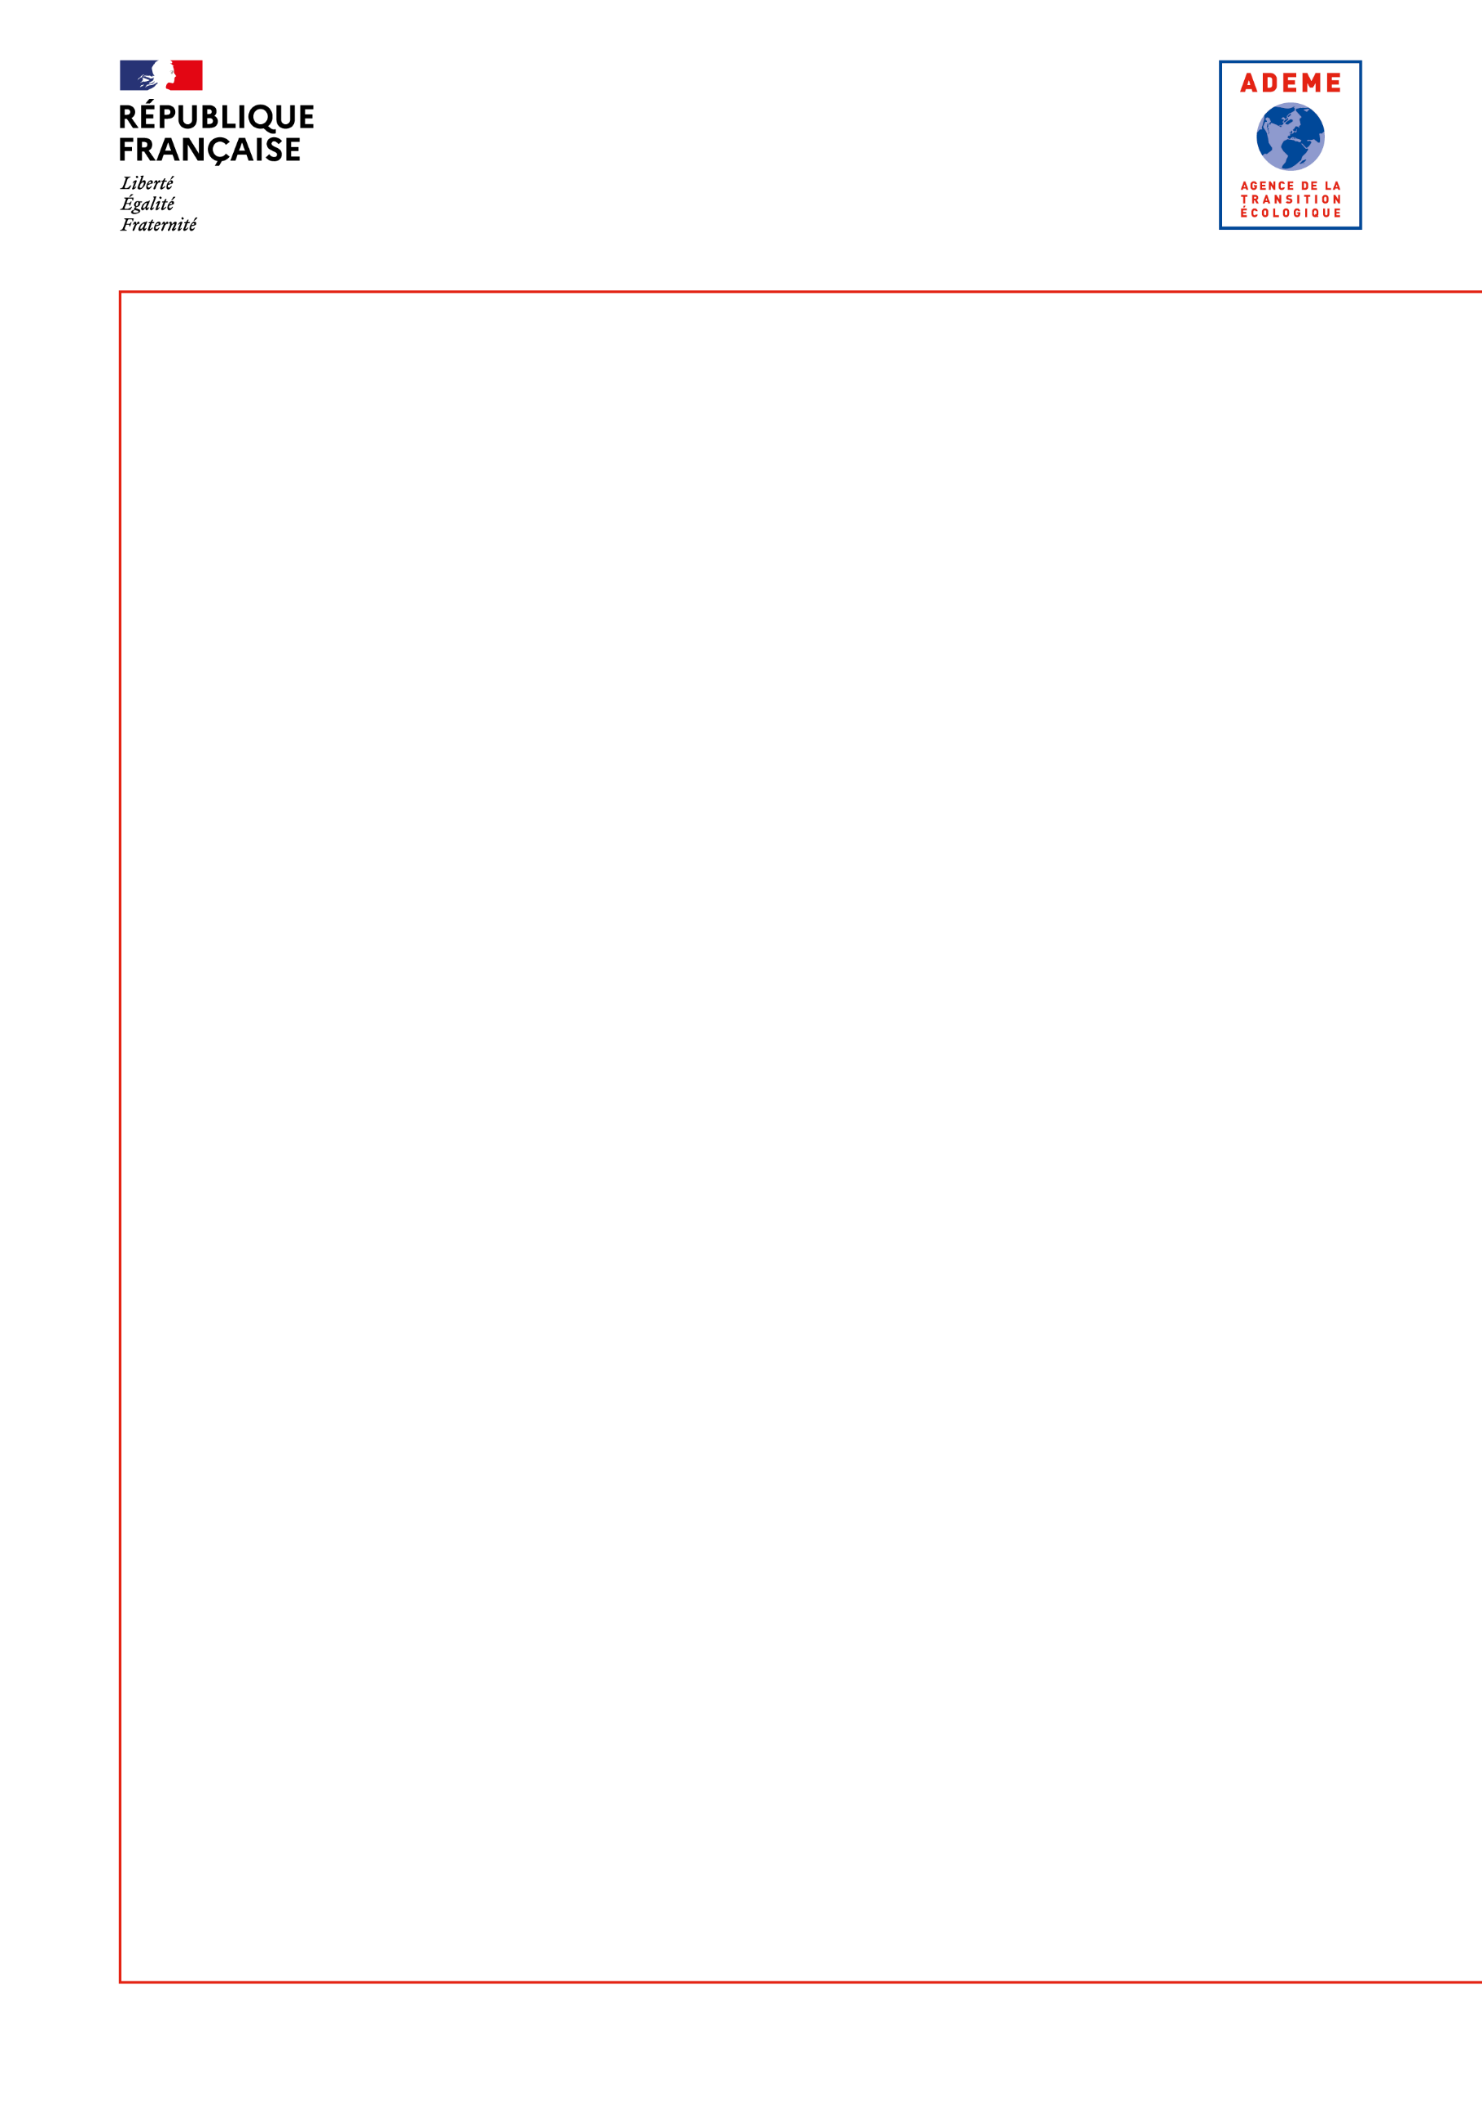 RÉPUBLIQUE
FRANÇAISE
Liberté
Égalité
Fraternité
ADEME
AGENCE DE LA
TRANSITION
ÉCOLOGIQUE